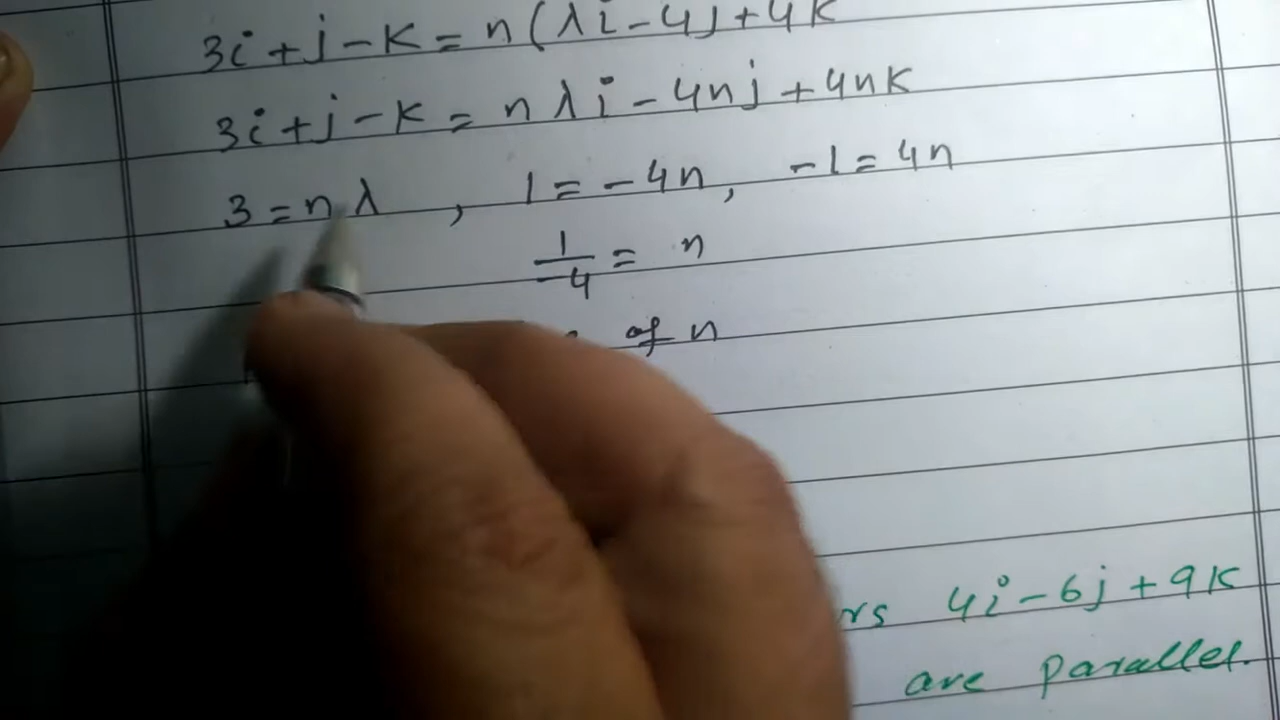 3i + j - k = n(λi - 4j + 4k
3i + j - k = nλi - 4nj + 4nk
3 = nλ , 1 = -4n, -1 = 4n
1/-4 = n
of n
4i - 6j + 9k
are parallel.